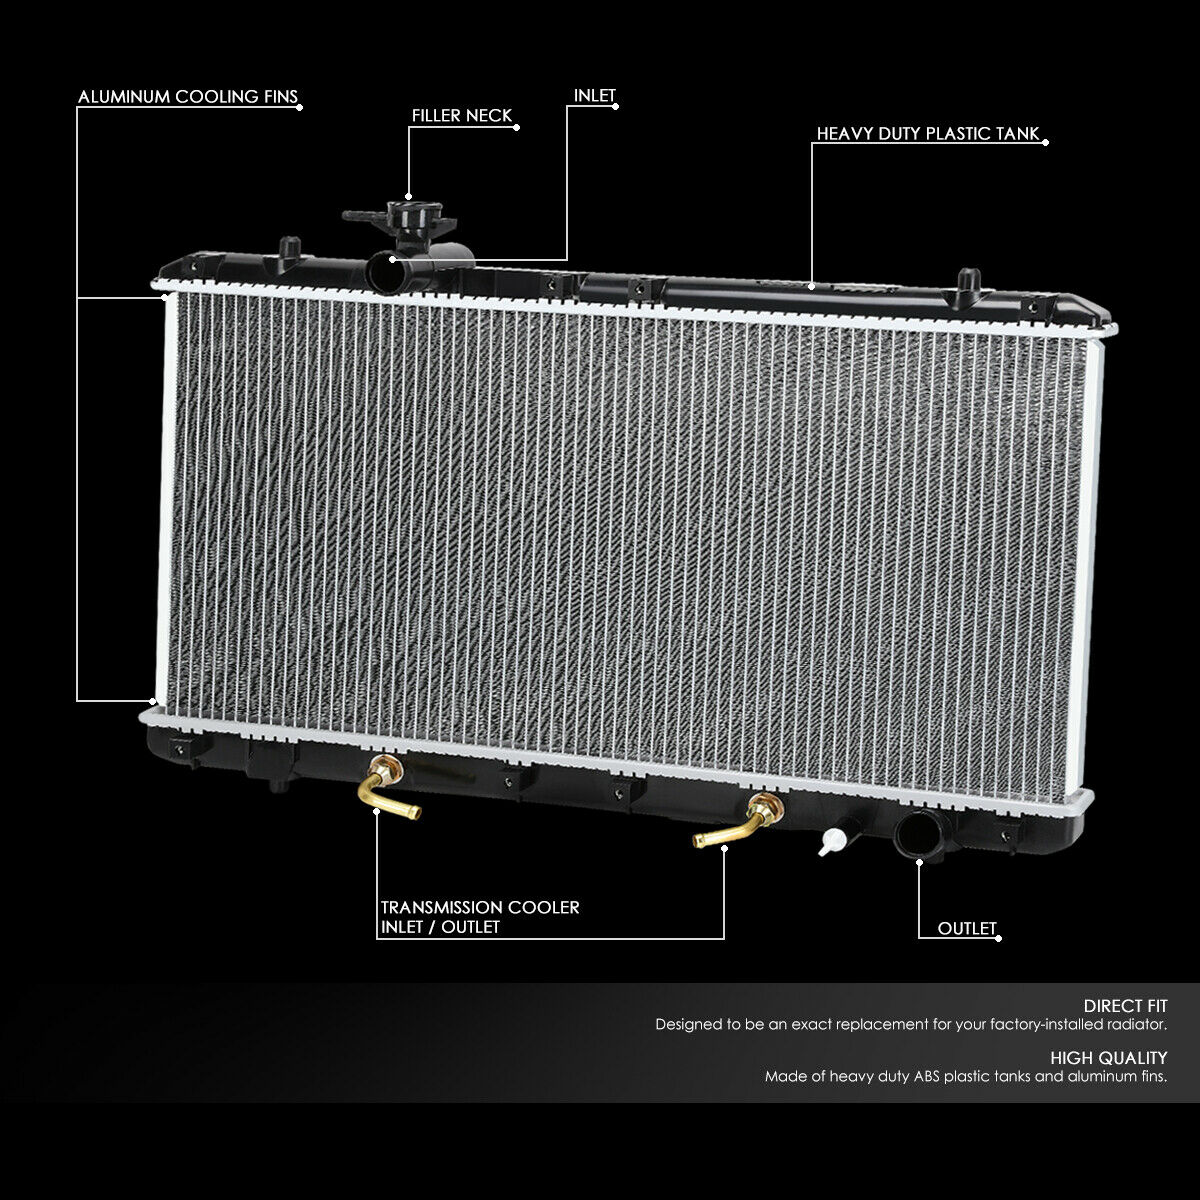 ALUMINUM COOLING FINS
FILLER NECK
INLET
HEAVY DUTY PLASTIC TANK
TRANSMISSION COOLER
INLET / OUTLET
OUTLET
DIRECT FIT
Designed to be an exact replacement for your factory-installed radiator.
HIGH QUALITY
Made of heavy duty ABS plastic tanks and aluminum fins.